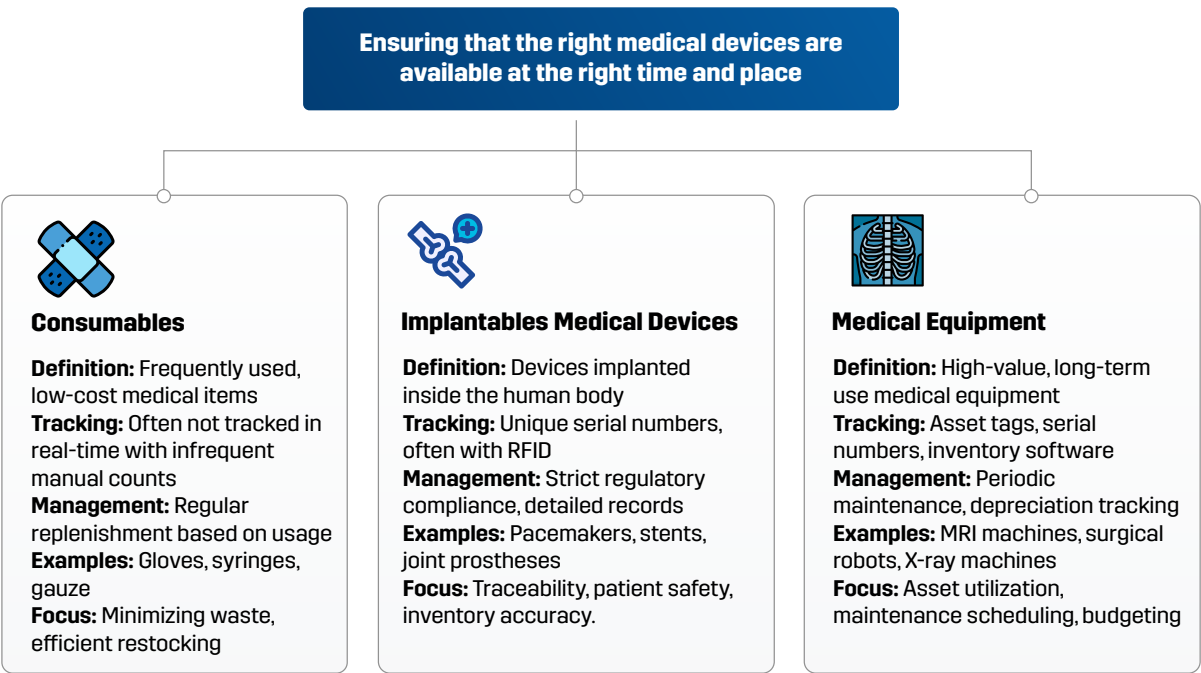 Ensuring that the right medical devices are
available at the right time and place
Consumables
Definition: Frequently used,
low-cost medical items
Tracking: Often not tracked in
real-time with infrequent
manual counts
Management: Regular
replenishment based on usage
Examples: Gloves, syringes,
gauze
Focus: Minimizing waste,
efficient restocking
Implantables Medical Devices
Definition: Devices implanted
inside the human body
Tracking: Unique serial numbers,
often with RFID
Management: Strict regulatory
compliance, detailed records
Examples: Pacemakers, stents,
joint prostheses
Focus: Traceability, patient safety,
inventory accuracy.
Medical Equipment
Definition: High-value, long-term
use medical equipment
Tracking: Asset tags, serial
numbers, inventory software
Management: Periodic
maintenance, depreciation tracking
Examples: MRI machines, surgical
robots, X-ray machines
Focus: Asset utilization,
maintenance scheduling, budgeting